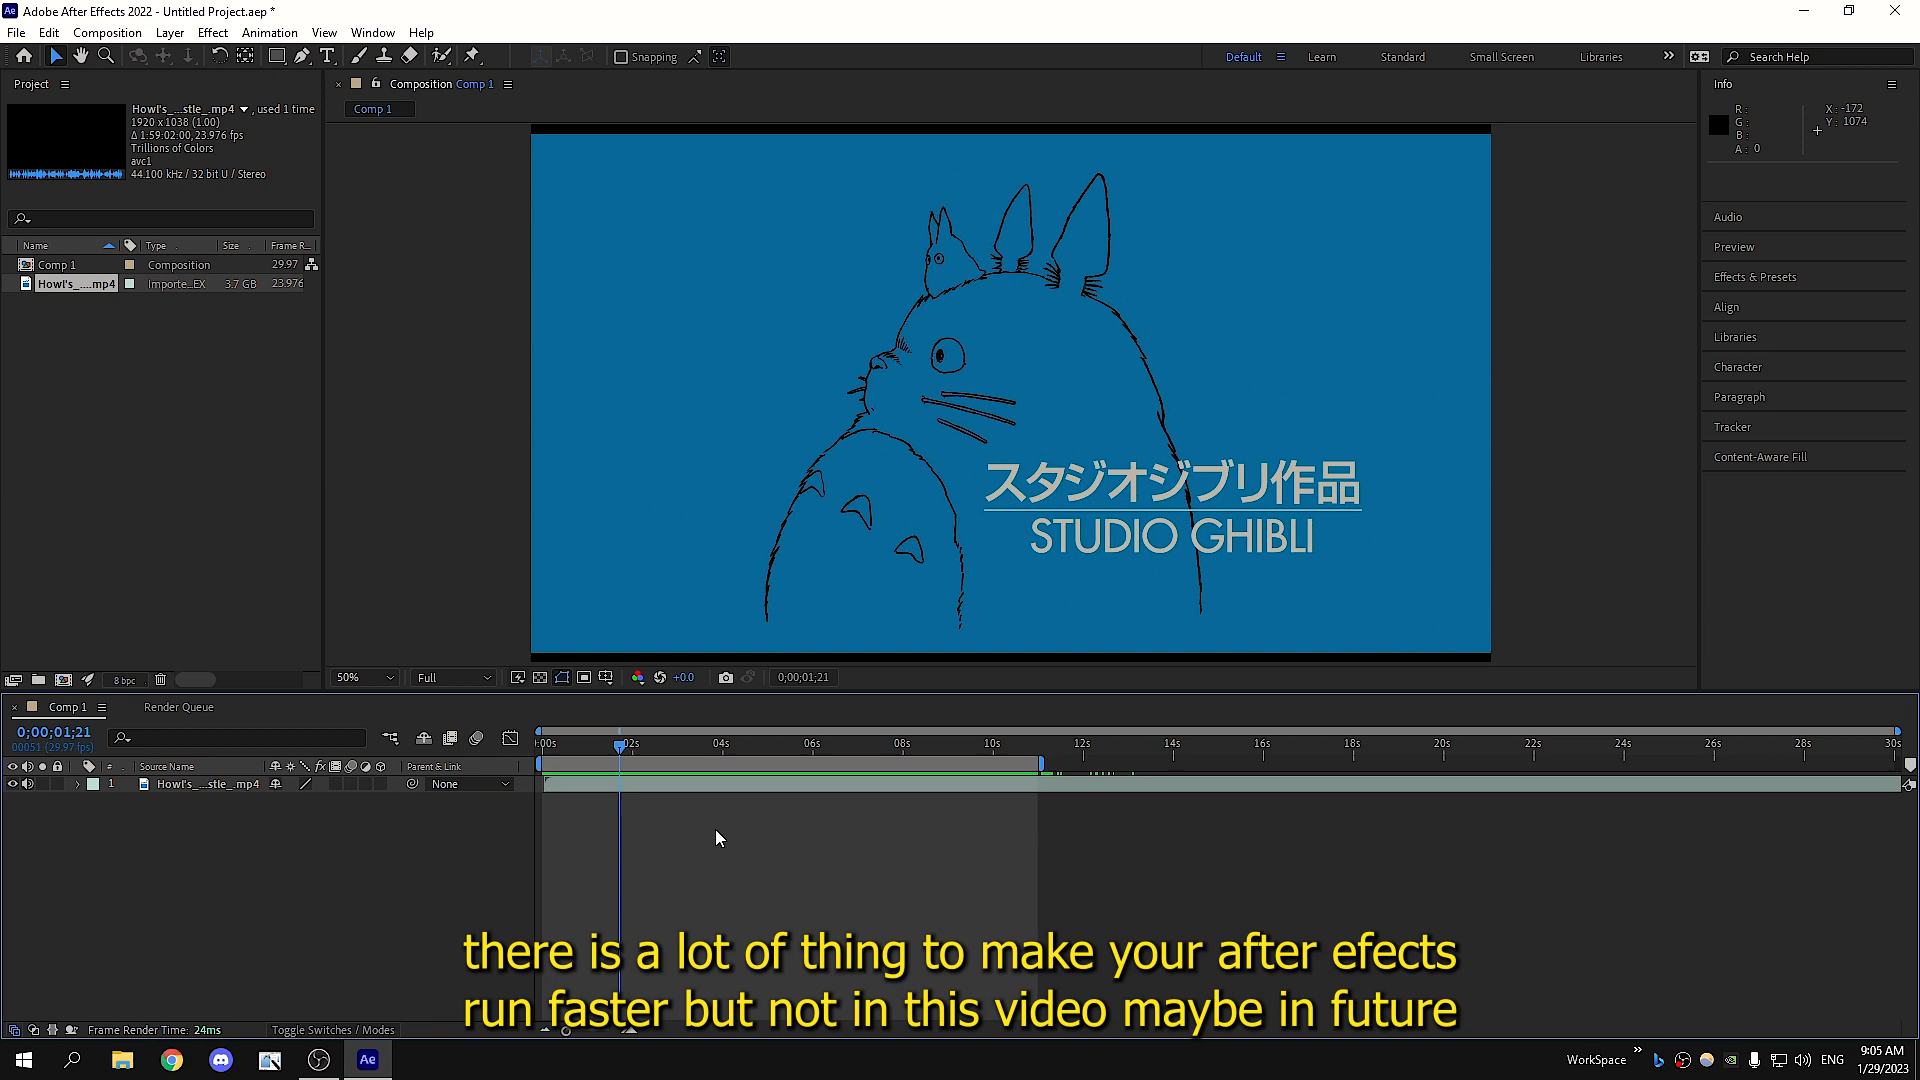 Adobe After Effects 2022 - Untitled Project.aep *
File Edit Composition Layer Effect Animation View Window Help
Snapping
Default Learn Standard Small Screen Libraries Search Help
Project
Howl's_...stle_.mp4 , used 1 time
1920 x 1038 (1.00)
Δ 1:59:02:00, 23.976 fps
Trillions of Colors
avc1
44.100 kHz / 32 bit U / Stereo
Name Type Size Frame R...
Comp 1 Composition 29.97
Howl's_....mp4 Importe...EX 3.7 GB 23.976
8 bpc
Composition Comp 1
Comp 1
スタジオジブリ作品
STUDIO GHIBLI
50% Full +0.0 0;00;01;21
Info
R :
G :
B :
A : 0
X : -172
Y : 1074
Audio
Preview
Effects & Presets
Align
Libraries
Character
Paragraph
Tracker
Content-Aware Fill
Comp 1 Render Queue
0;00;01;21
00051 (29.97 fps)
:00s 02s 04s 06s 08s 10s 12s 14s 16s 18s 20s 22s 24s 26s 28s 30s
# Source Name fx Parent & Link
1 Howl's_...stle_.mp4 None
there is a lot of thing to make your after efects
run faster but not in this video maybe in future
Frame Render Time: 24ms Toggle Switches / Modes
Ae
WorkSpace ENG
9:05 AM
1/29/2023